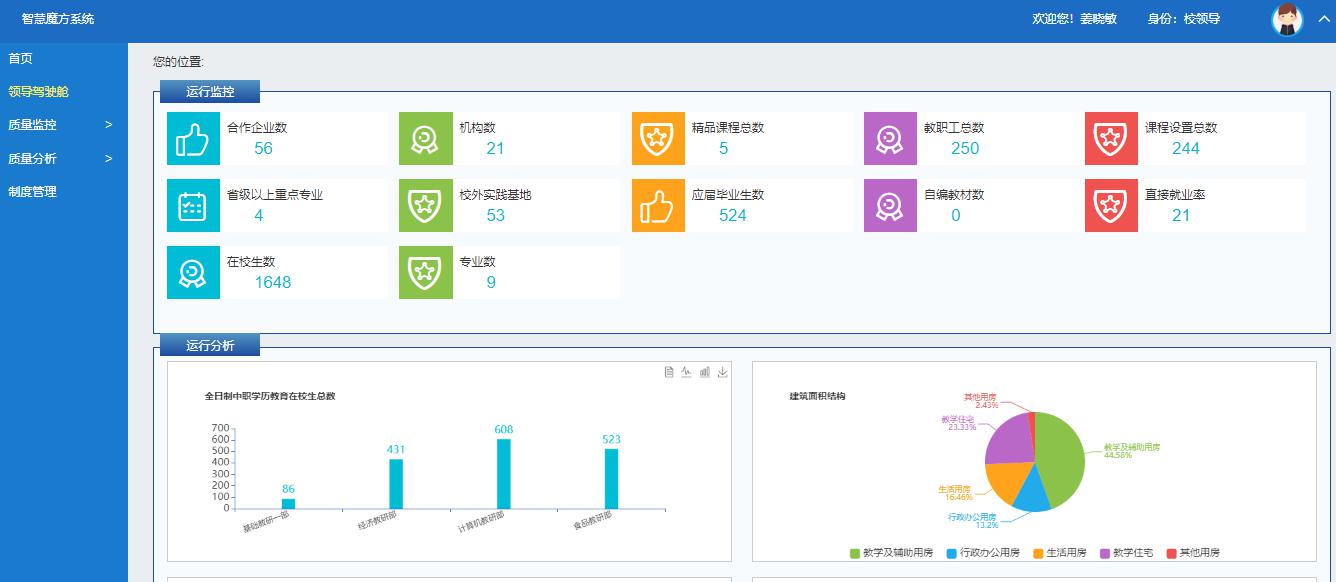 智慧魔方系统
欢迎您！姜晓敏 身份：校领导
首页
领导驾驶舱
质量监控 >
质量分析 >
制度管理
您的位置:
运行监控
合作企业数
56
机构数
21
精品课程总数
5
教职工总数
250
课程设置总数
244
省级以上重点专业
4
校外实践基地
53
应届毕业生数
524
自编教材数
0
直接就业率
21
在校生数
1648
专业数
9
运行分析
全日制中职学历教育在校生总数
700
600
500
400
300
200
100
0
86
431
608
523
基础教研一部
经济教研部
计算机教研部
食品教研部
建筑面积结构
其他用房
2.43%
教学住宅
23.33%
教学及辅助用房
44.58%
生活用房
16.46%
行政办公用房
13.2%
教学及辅助用房 行政办公用房 生活用房 教学住宅 其他用房